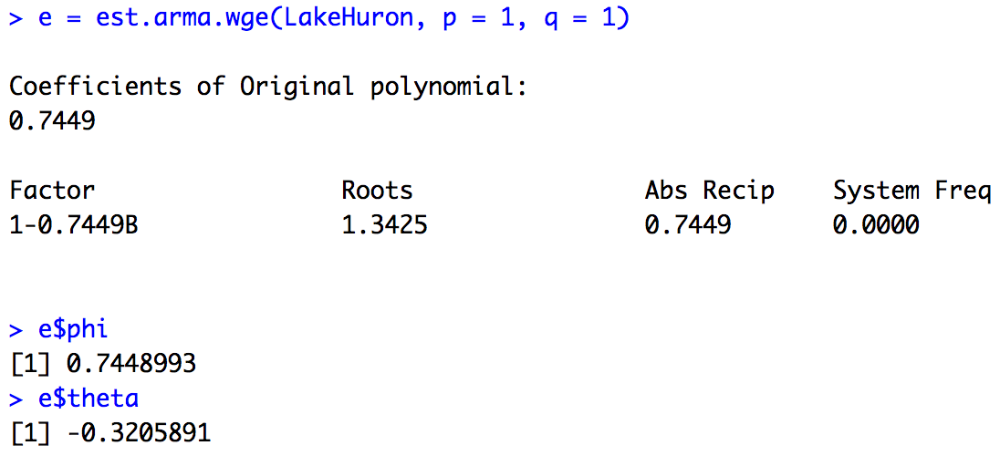 > e = est.arma.wge(LakeHuron, p = 1, q = 1)
Coefficients of Original polynomial:
0.7449
Factor Roots Abs Recip System Freq
1-0.7449B 1.3425 0.7449 0.0000
> e$phi
[1] 0.7448993
> e$theta
[1] -0.3205891